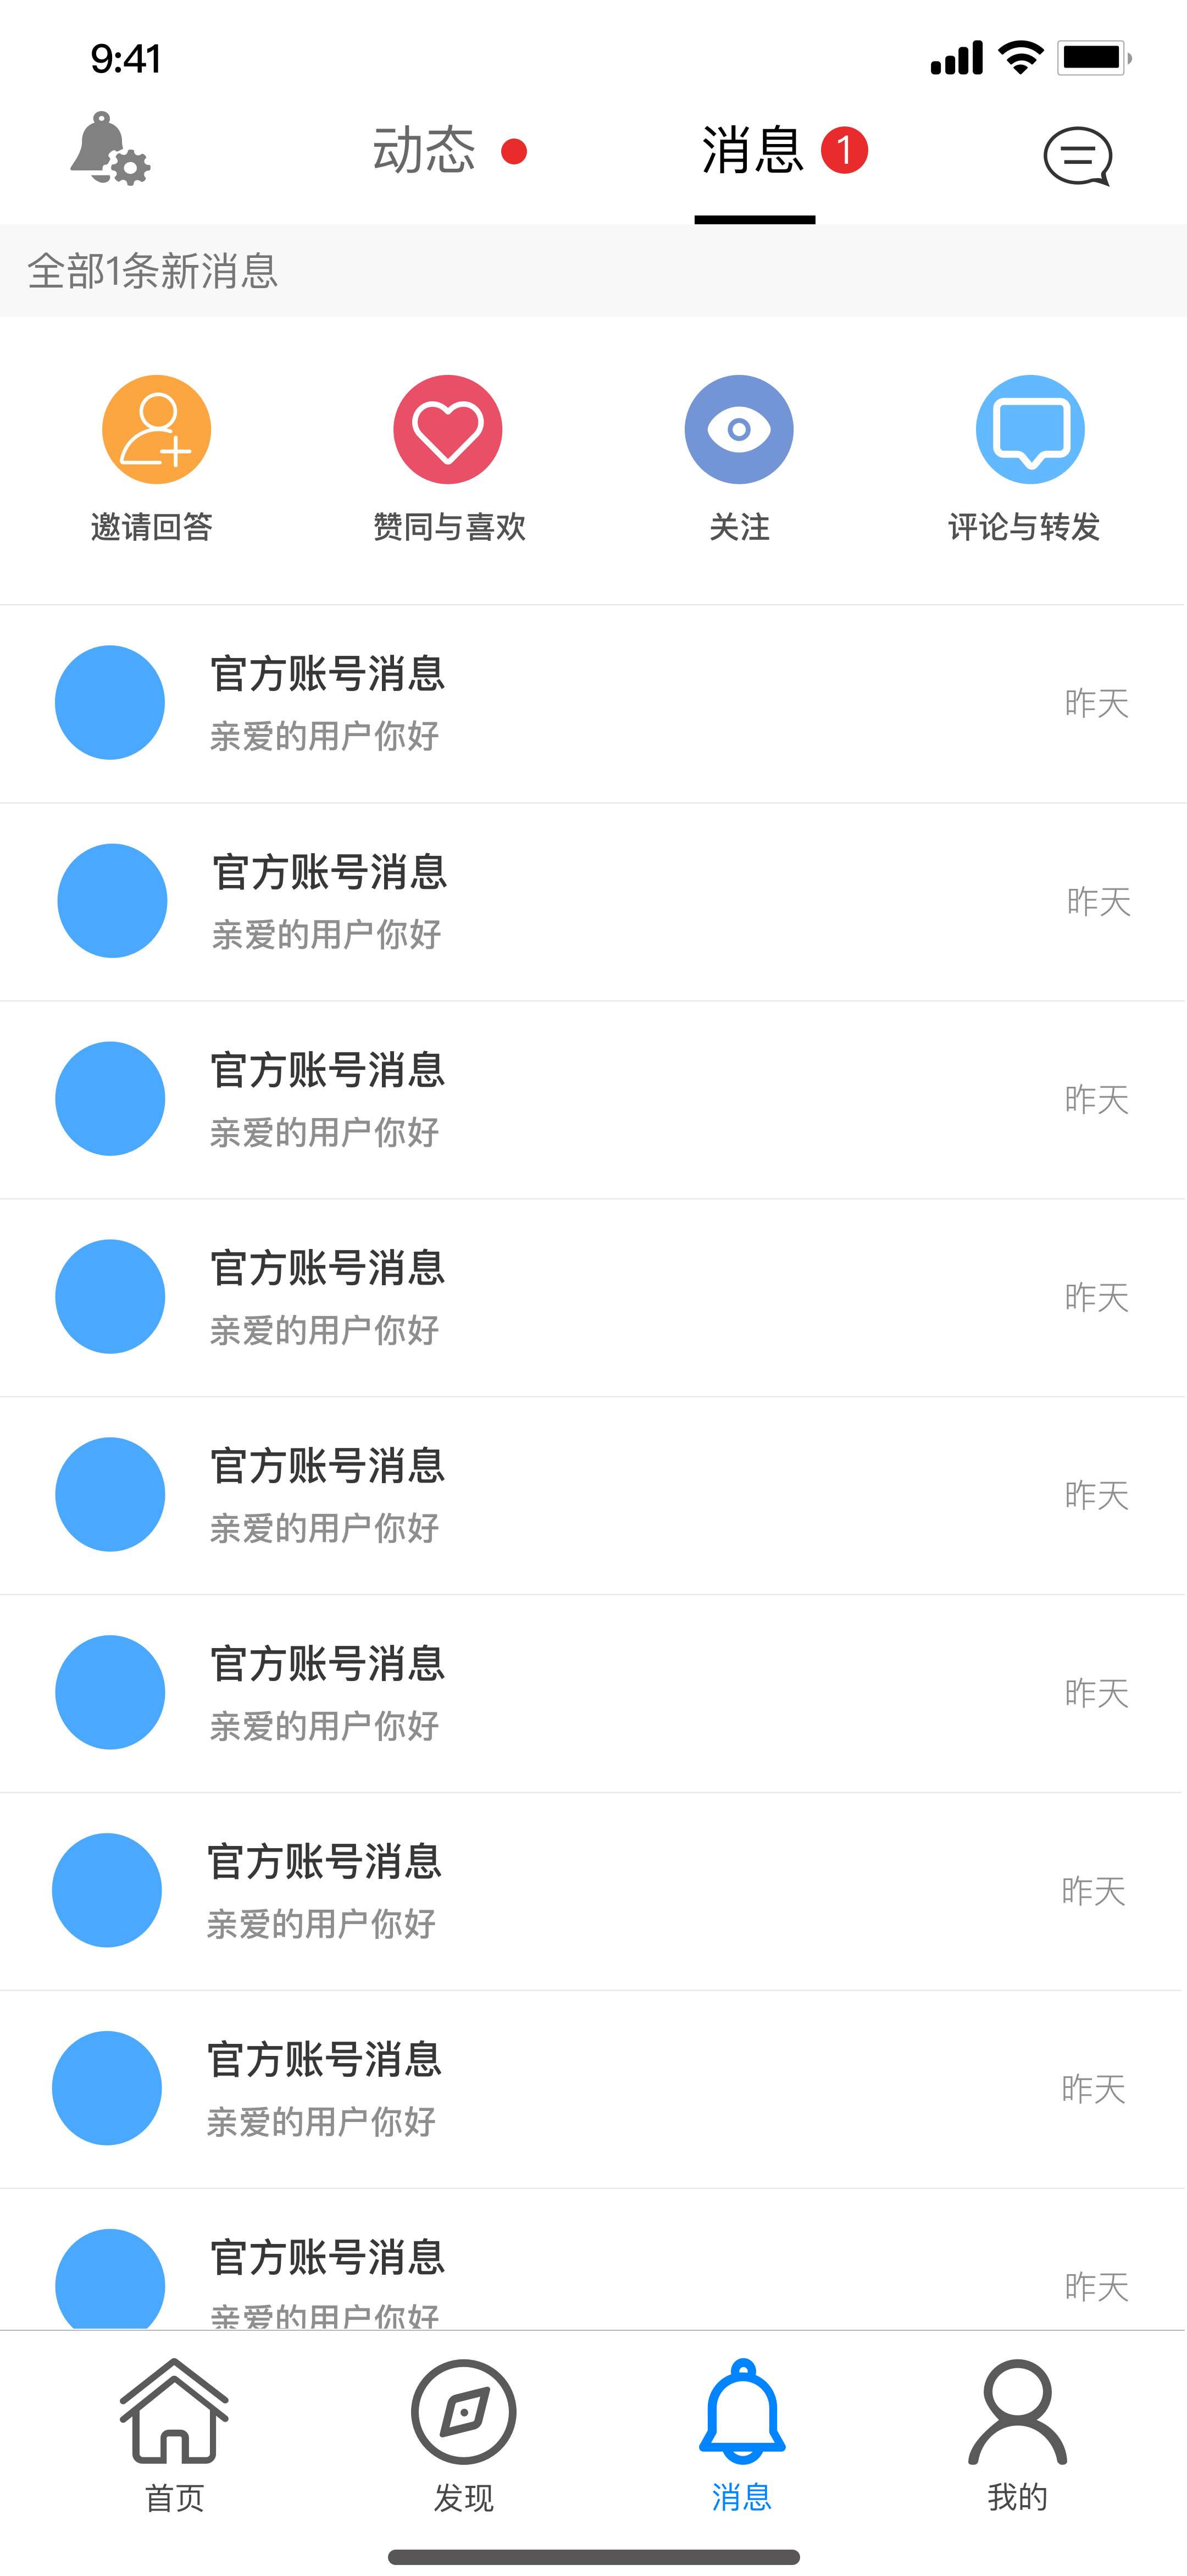 9:41
动态
消息 1
全部1条新消息
邀请回答 赞同与喜欢 关注 评论与转发
官方账号消息
亲爱的用户你好
昨天
官方账号消息
亲爱的用户你好
昨天
官方账号消息
亲爱的用户你好
昨天
官方账号消息
亲爱的用户你好
昨天
官方账号消息
亲爱的用户你好
昨天
官方账号消息
亲爱的用户你好
昨天
官方账号消息
亲爱的用户你好
昨天
官方账号消息
亲爱的用户你好
昨天
官方账号消息
亲爱的用户你好
昨天
首页 发现 消息 我的